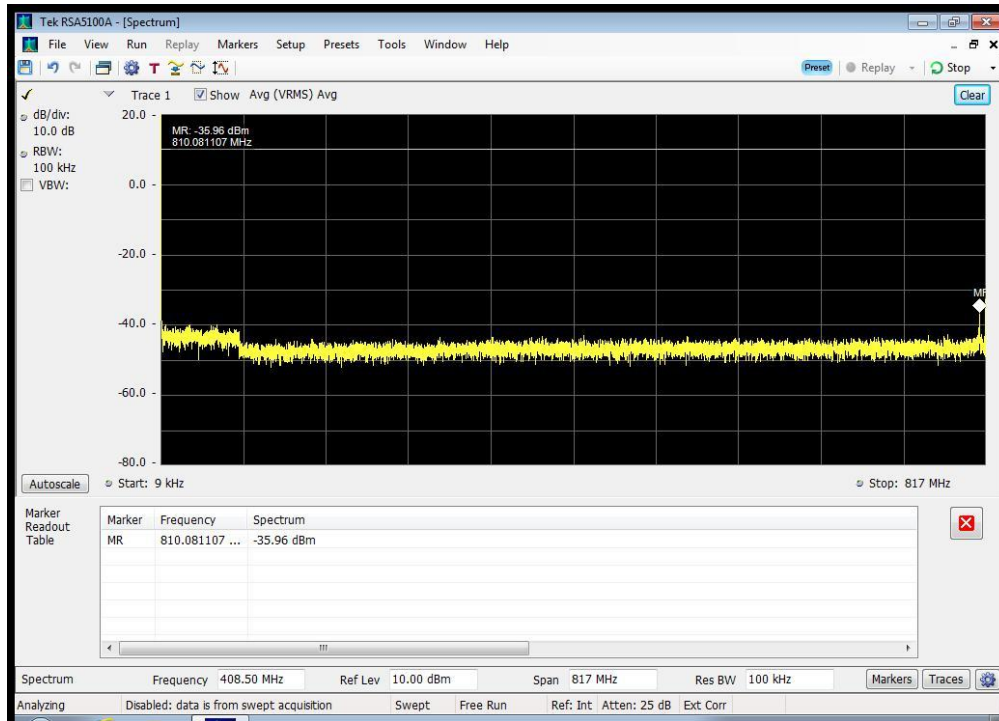 Tek RSA5100A - [Spectrum]
File View Run Replay Markers Setup Presets Tools Window Help
T Preset Replay Stop
Trace 1 Show Avg (VRMS) Avg Clear
dB/div:
10.0 dB
RBW:
100 kHz
VBW:
20.0
MR: -35.96 dBm
810.081107 MHz
0.0
-20.0
MR
-40.0
-60.0
-80.0
Autoscale Start: 9 kHz Stop: 817 MHz
Marker
Readout
Table
Marker Frequency Spectrum
MR 810.081107 ... -35.96 dBm
Spectrum Frequency 408.50 MHz Ref Lev 10.00 dBm Span 817 MHz Res BW 100 kHz Markers Traces
Analyzing Disabled: data is from swept acquisition Swept Free Run Ref: Int Atten: 25 dB Ext Corr